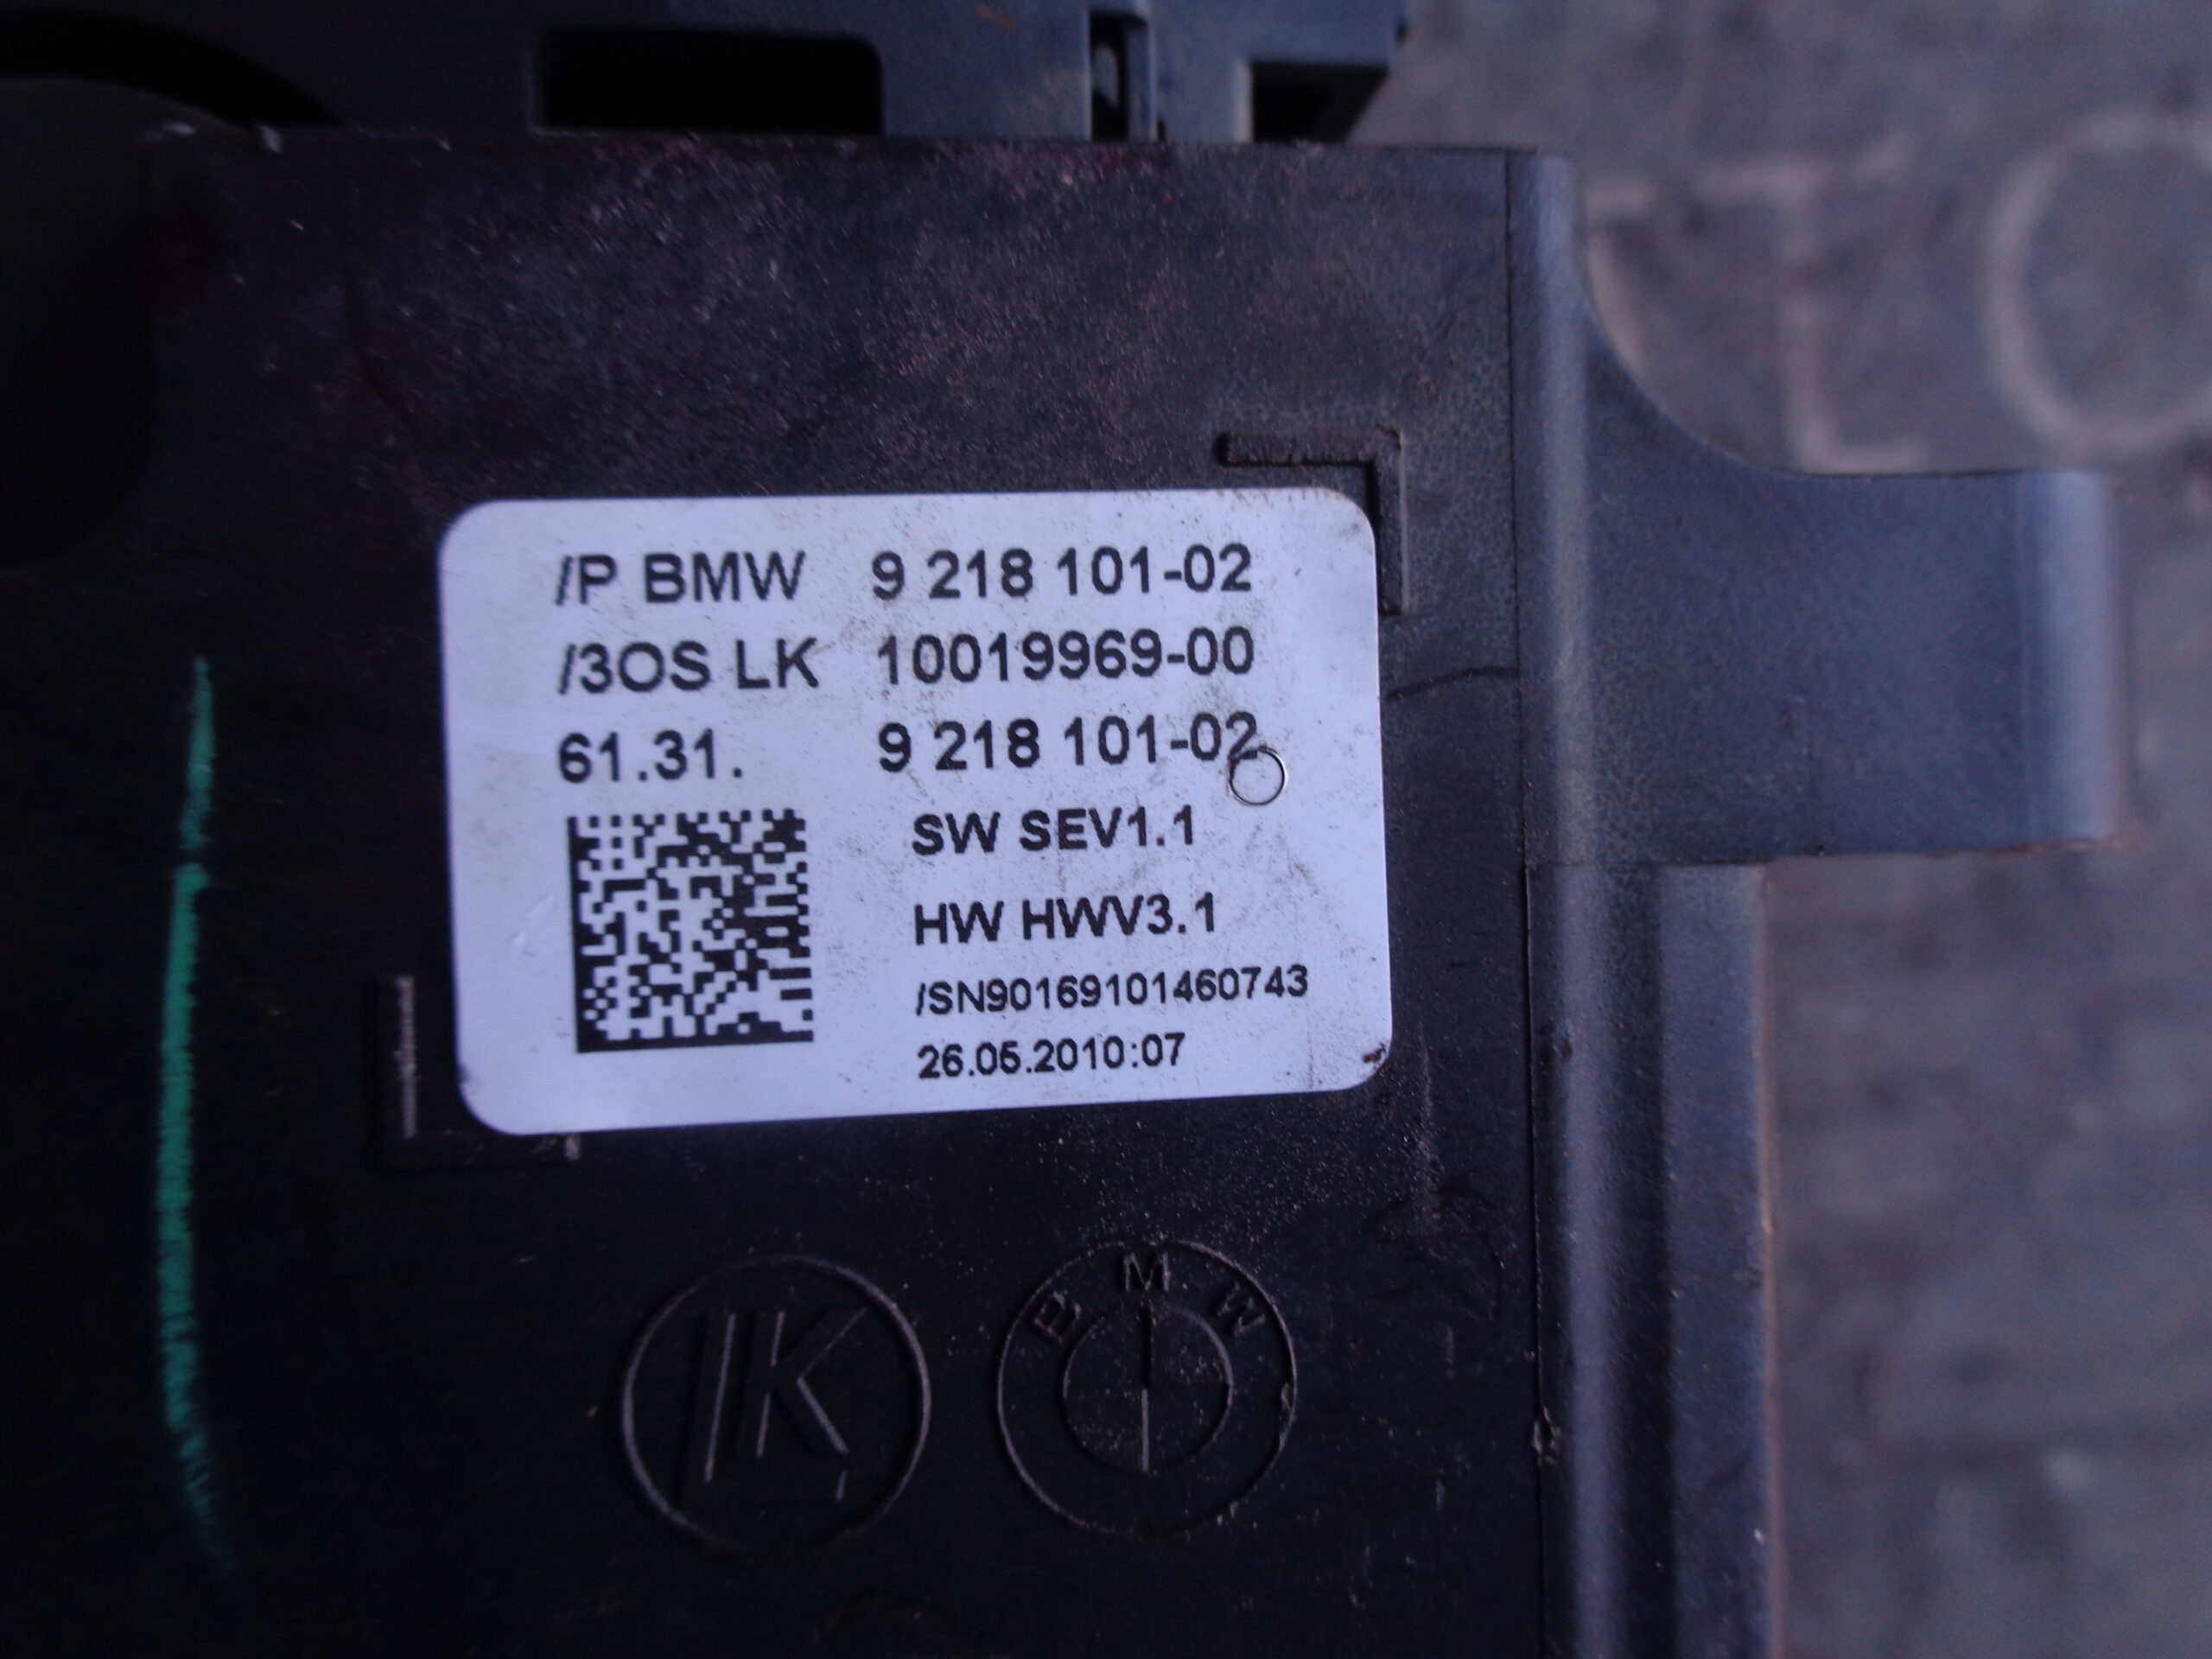 /P BMW 9 218 101-02
/3OS LK 10019969-00
61.31. 9 218 101-02
SW SEV1.1
HW HWV3.1
/SN90169101460743
26.05.2010:07
LK
BMW